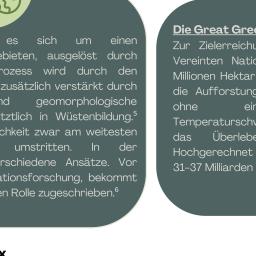 es sich um einen
ebieten, ausgelöst durch
rozess wird durch den
zusätzlich verstärkt durch
nd geomorphologische
tztlich in Wüstenbildung.⁵
chkeit zwar am weitesten
umstritten. In der
rschiedene Ansätze. Vor
ationsforschung, bekommt
en Rolle zugeschrieben.⁶
Die Great Gree
Zur Zielerreichu
Vereinten Natio
Millionen Hektar
die Aufforstung
ohne ein
Temperaturschw
das Überlebe
Hochgerechnet
31-37 Milliarden